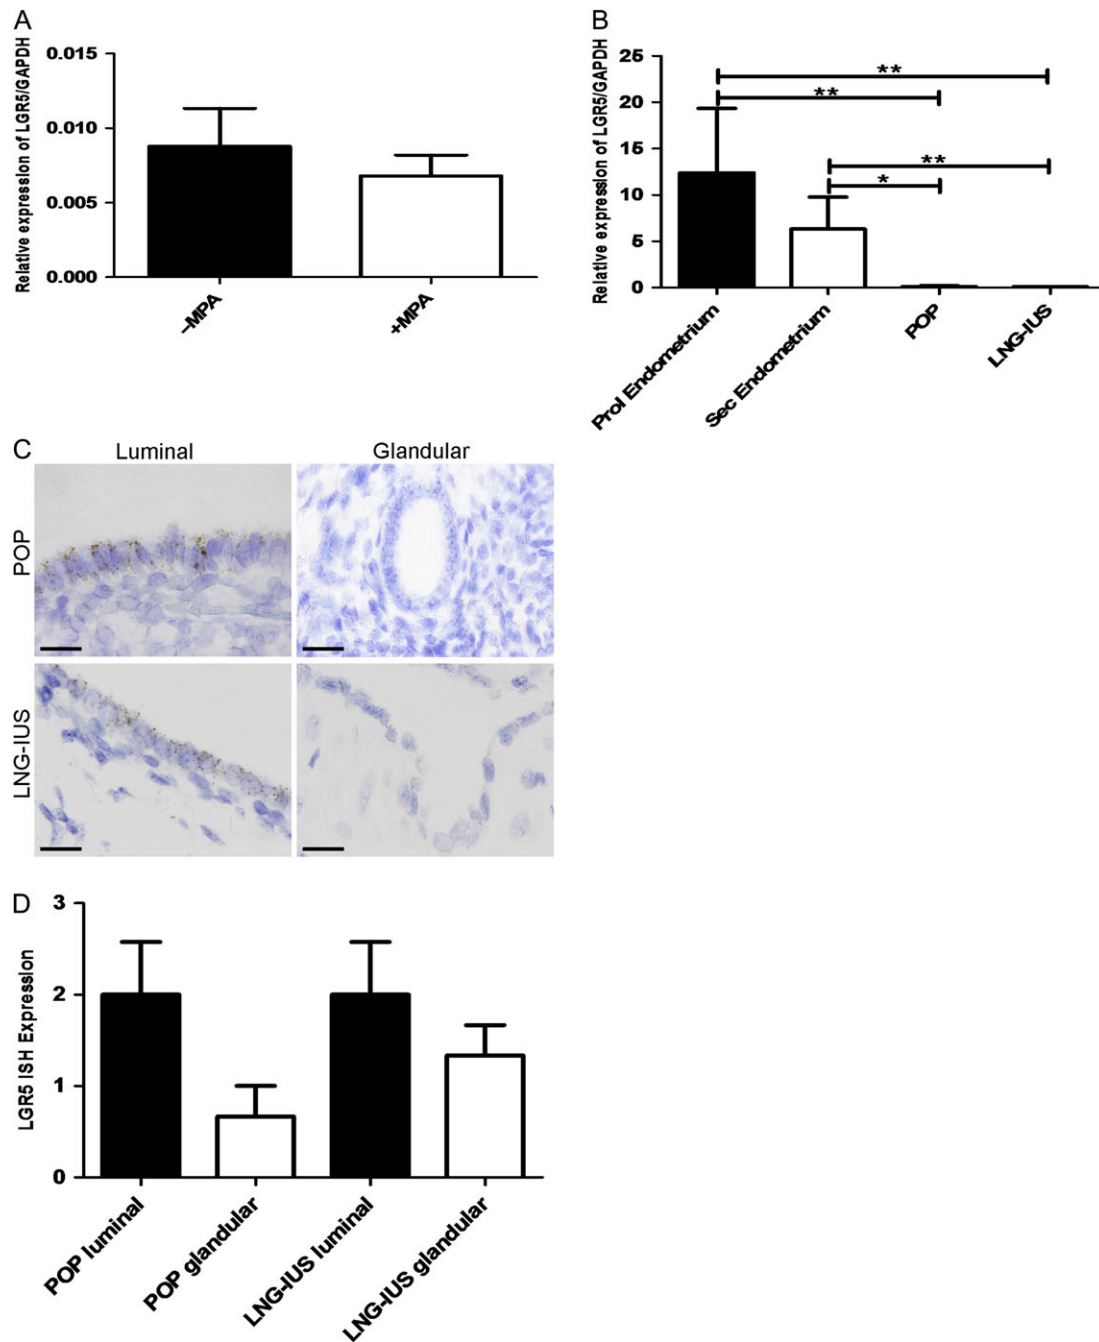 A
Relative expression of LGR5/GAPDH
0.015
0.010
0.005
0.000
–MPA
+MPA
B
Relative expression of LGR5/GAPDH
25
20
15
10
5
0
**
**
**
*
Prol Endometrium
Sec Endometrium
POP
LNG-IUS
C
Luminal
Glandular
POP
LNG-IUS
D
LGR5 ISH Expression
3
2
1
0
POP luminal
POP glandular
LNG-IUS luminal
LNG-IUS glandular